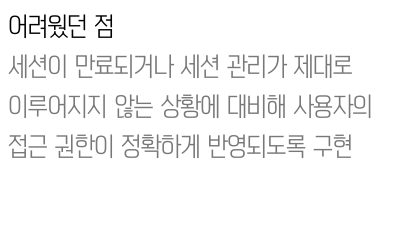 어려웠던 점
세션이 만료되거나 세션 관리가 제대로
이루어지지 않는 상황에 대비해 사용자의
접근 권한이 정확하게 반영되도록 구현